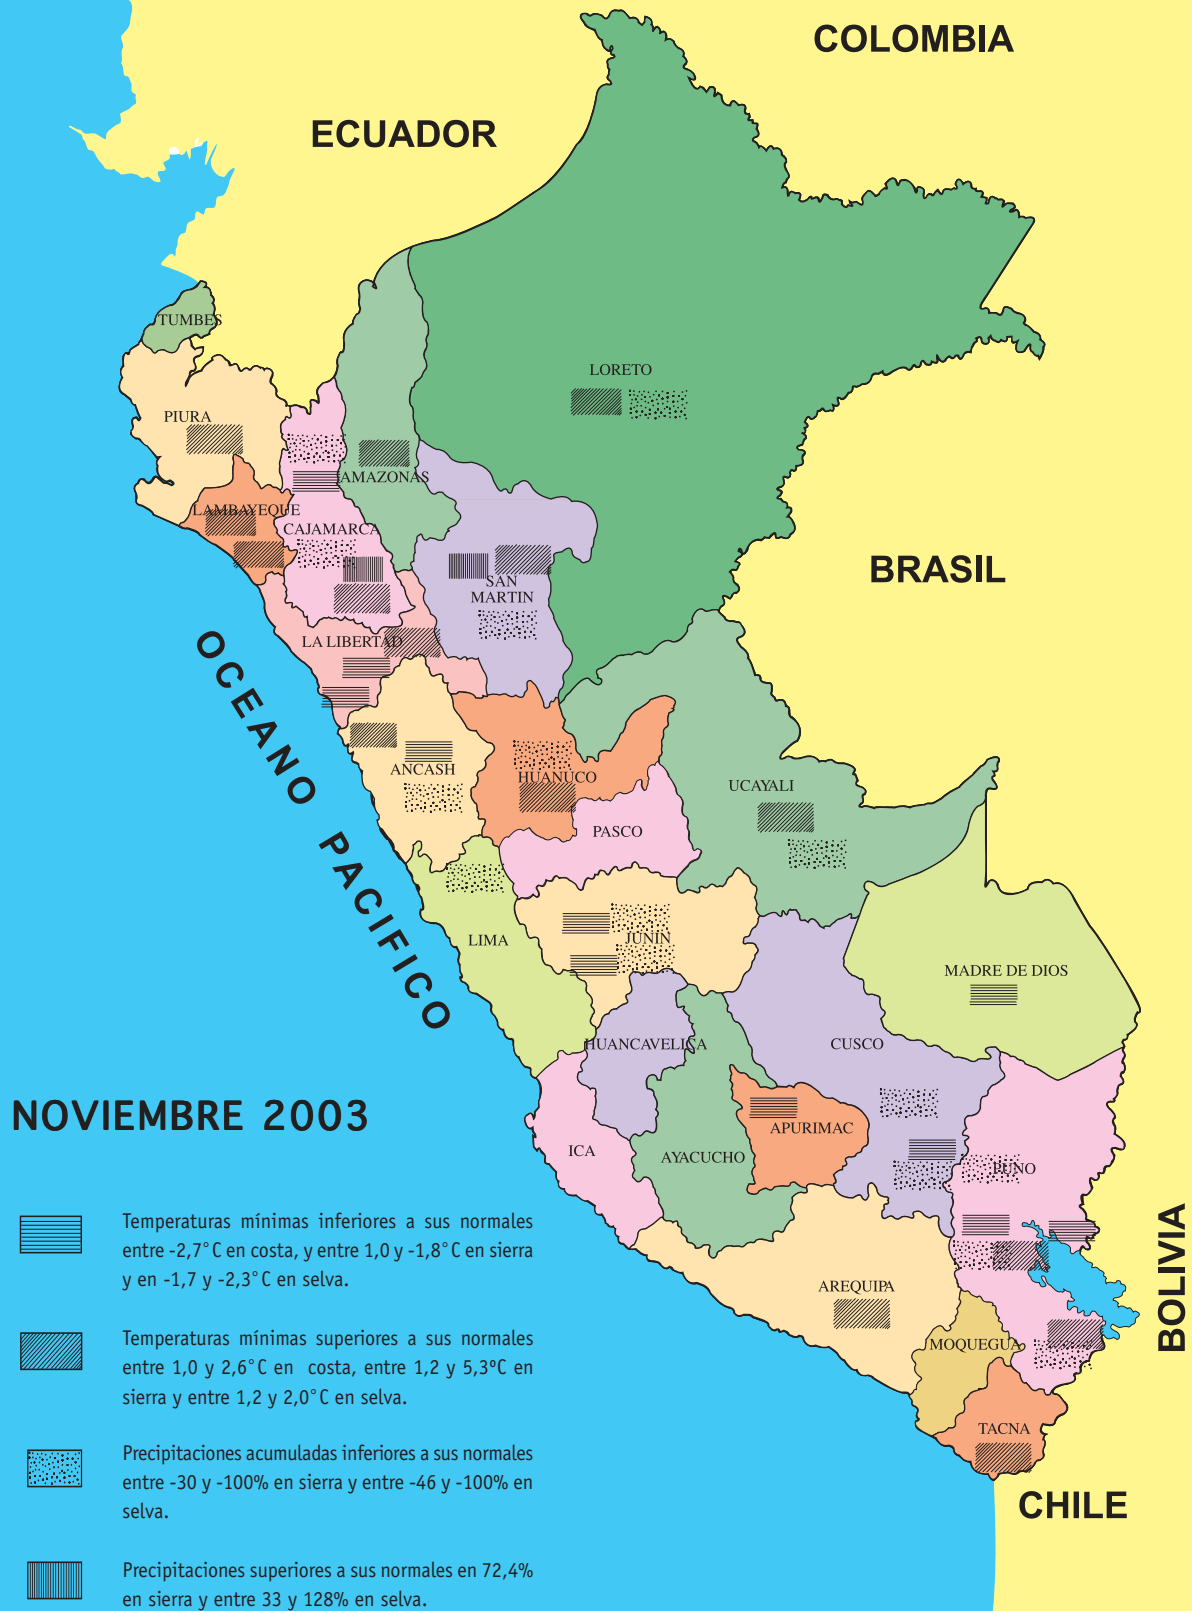 COLOMBIA
ECUADOR
TUMBES
LORETO
PIURA
AMAZONAS
LAMBAYEQUE
CAJAMARCA
BRASIL
SAN
MARTIN
LA LIBERTAD
OCEANO PACIFICO
ANCASH
HUANUCO
UCAYALI
PASCO
LIMA
JUNIN
MADRE DE DIOS
HUANCAVELICA
CUSCO
NOVIEMBRE 2003
APURIMAC
ICA
AYACUCHO
PUNO
BOLIVIA
AREQUIPA
MOQUEGUA
TACNA
CHILE
Temperaturas mínimas inferiores a sus normales
entre -2,7°C en costa, y entre 1,0 y -1,8°C en sierra
y en -1,7 y -2,3°C en selva.
Temperaturas mínimas superiores a sus normales
entre 1,0 y 2,6°C en costa, entre 1,2 y 5,3ºC en
sierra y entre 1,2 y 2,0°C en selva.
Precipitaciones acumuladas inferiores a sus normales
entre -30 y -100% en sierra y entre -46 y -100% en
selva.
Precipitaciones superiores a sus normales en 72,4%
en sierra y entre 33 y 128% en selva.